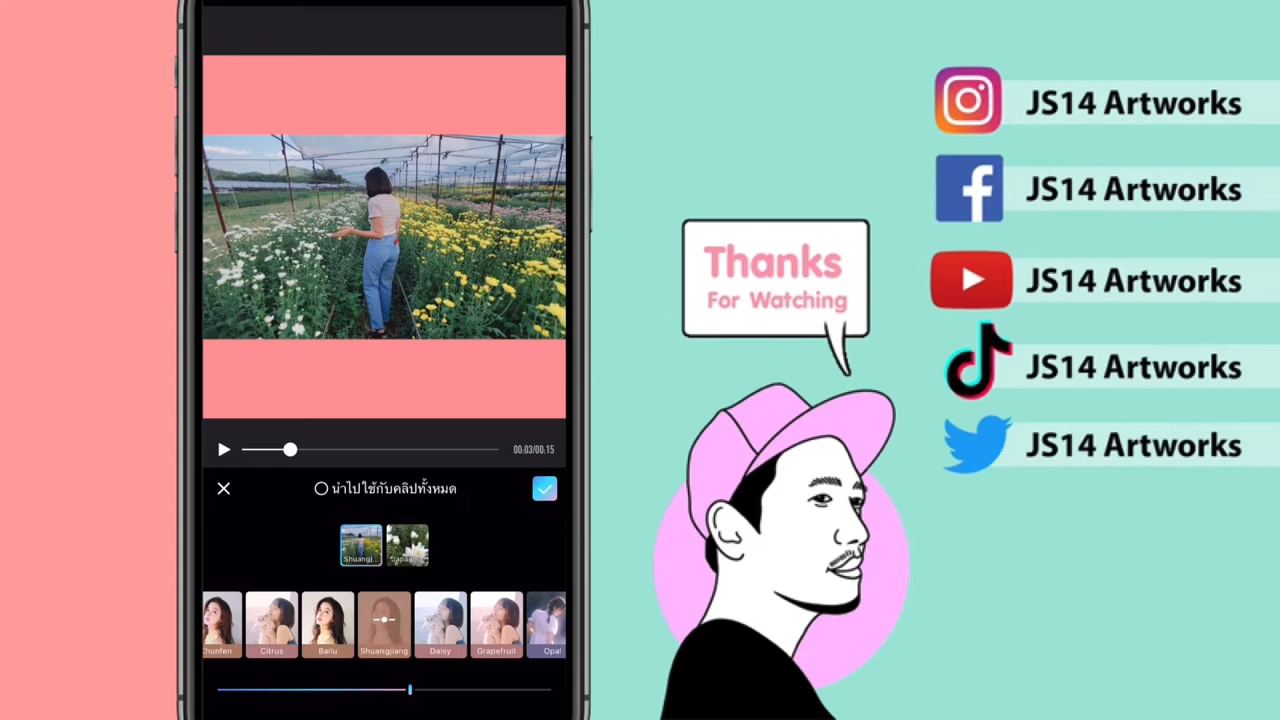 00:03/00:15
นำไปใช้กับคลิปทั้งหมด
Shuangj...
Japan
Chunfen
Citrus
Bailu
Shuangjiang
Daisy
Grapefruit
Opal
Thanks
For Watching
JS14 Artworks
JS14 Artworks
JS14 Artworks
JS14 Artworks
JS14 Artworks